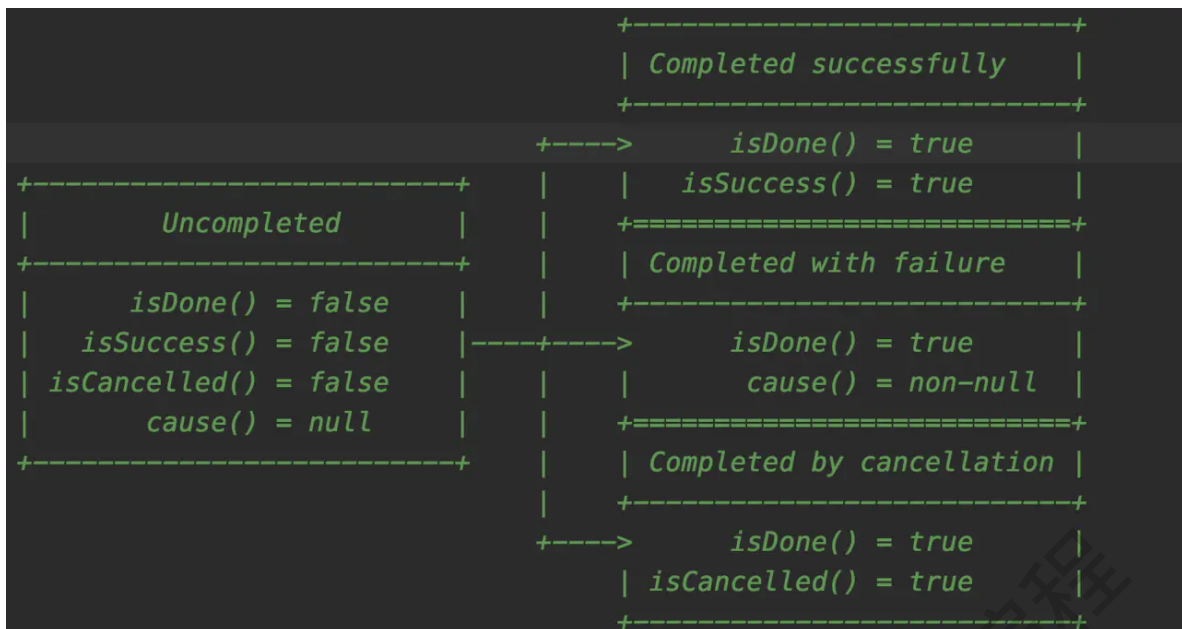 +---------------------------+
| Completed successfully    |
+---------------------------+
+---->      isDone() = true      |
+--------------------------+    |    |   isSuccess() = true      |
|        Uncompleted       |    |    +===========================+
+--------------------------+    |    | Completed with failure    |
|      isDone() = false    |    |    +---------------------------+
|   isSuccess() = false    |----+---->      isDone() = true      |
| isCancelled() = false    |    |    |       cause() = non-null  |
|       cause() = null     |    |    +===========================+
+--------------------------+    |    | Completed by cancellation |
|    +---------------------------+
+---->      isDone() = true      |
| isCancelled() = true      |
+---------------------------+
程